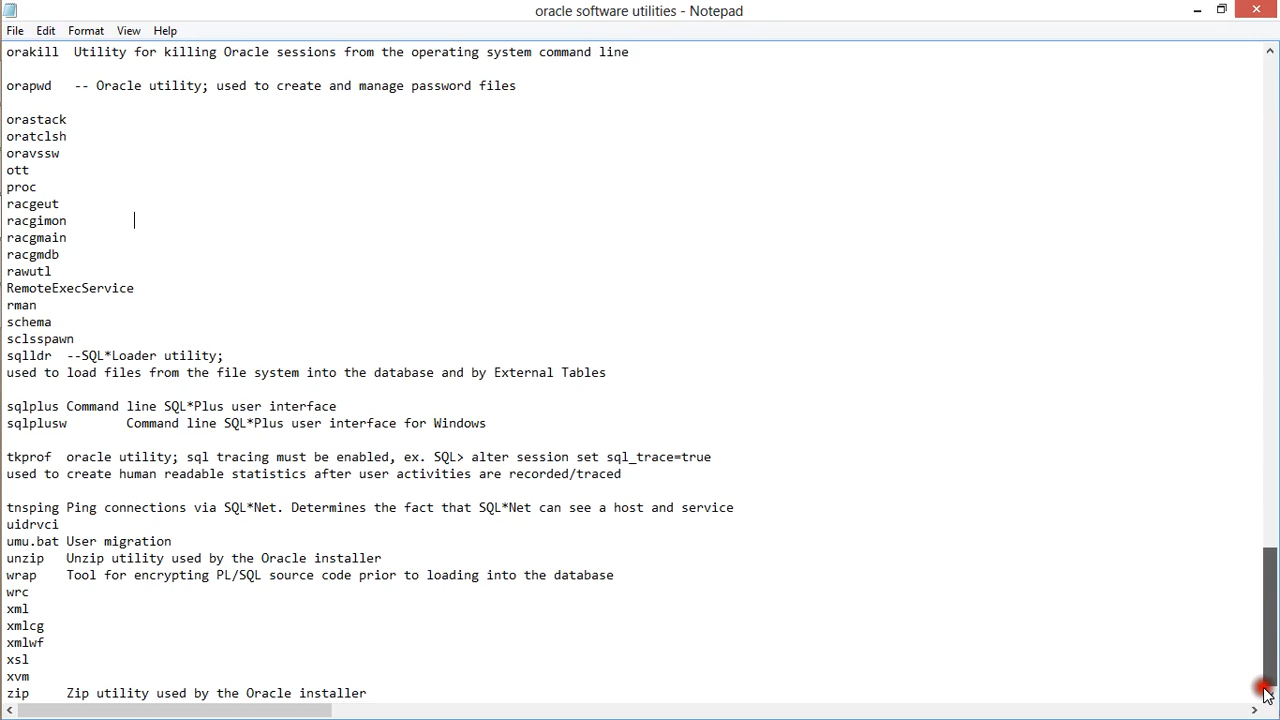 oracle software utilities - Notepad
File Edit Format View Help
orakill Utility for killing Oracle sessions from the operating system command line
orapwd -- Oracle utility; used to create and manage password files
orastack
oratclsh
oravssw
ott
proc
racgeut
racgimon
racgmain
racgmdb
rawutl
RemoteExecService
rman
schema
sclsspawn
sqlldr --SQL*Loader utility;
used to load files from the file system into the database and by External Tables
sqlplus Command line SQL*Plus user interface
sqlplusw Command line SQL*Plus user interface for Windows
tkprof oracle utility; sql tracing must be enabled, ex. SQL> alter session set sql_trace=true
used to create human readable statistics after user activities are recorded/traced
tnsping Ping connections via SQL*Net. Determines the fact that SQL*Net can see a host and service
uidrvci
umu.bat User migration
unzip Unzip utility used by the Oracle installer
wrap Tool for encrypting PL/SQL source code prior to loading into the database
wrc
xml
xmlcg
xmlwf
xsl
xvm
zip Zip utility used by the Oracle installer